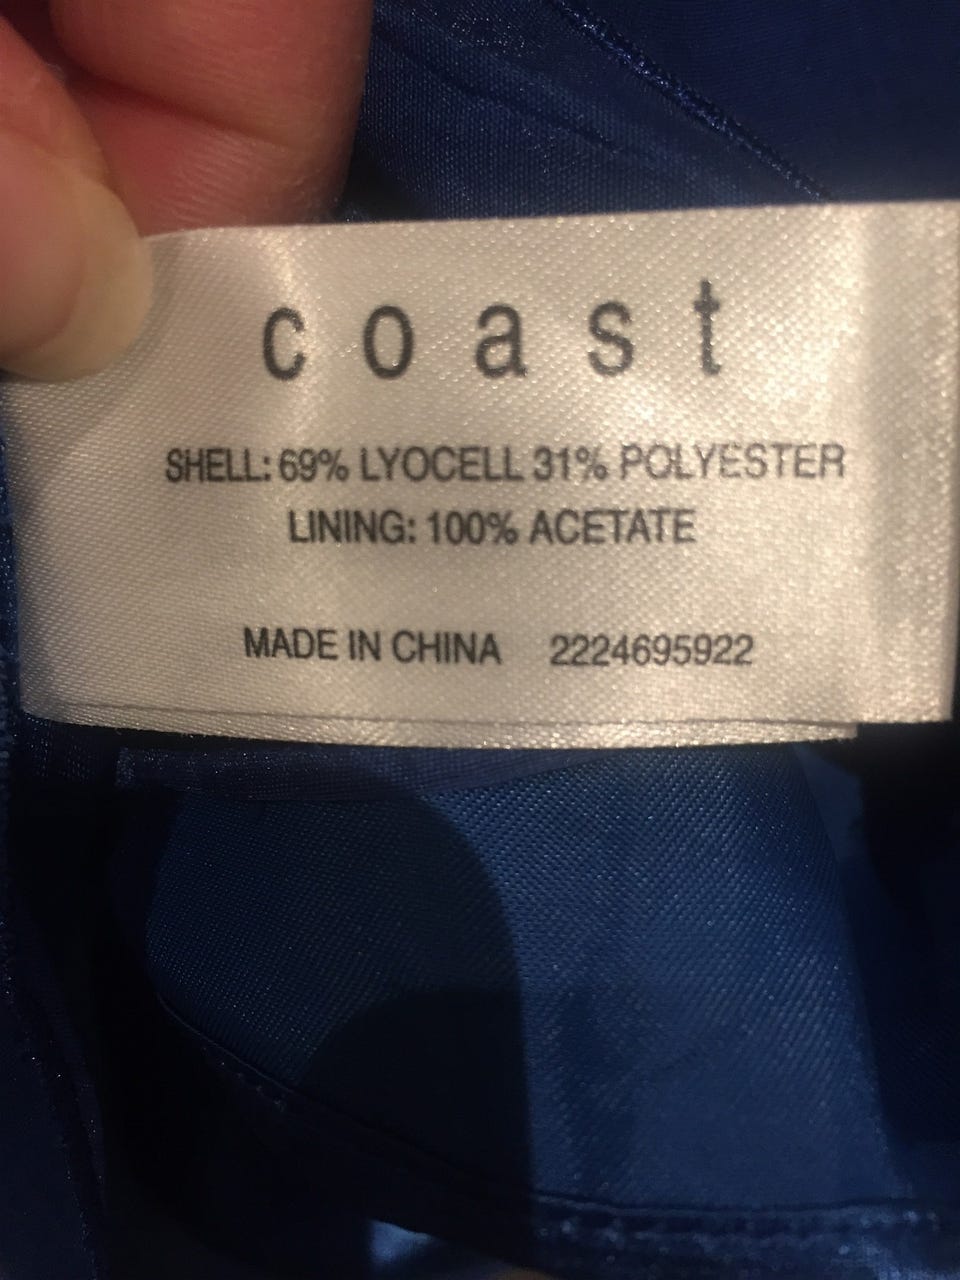 coast
SHELL: 69% LYOCELL 31% POLYESTER
LINING: 100% ACETATE
MADE IN CHINA 2224695922